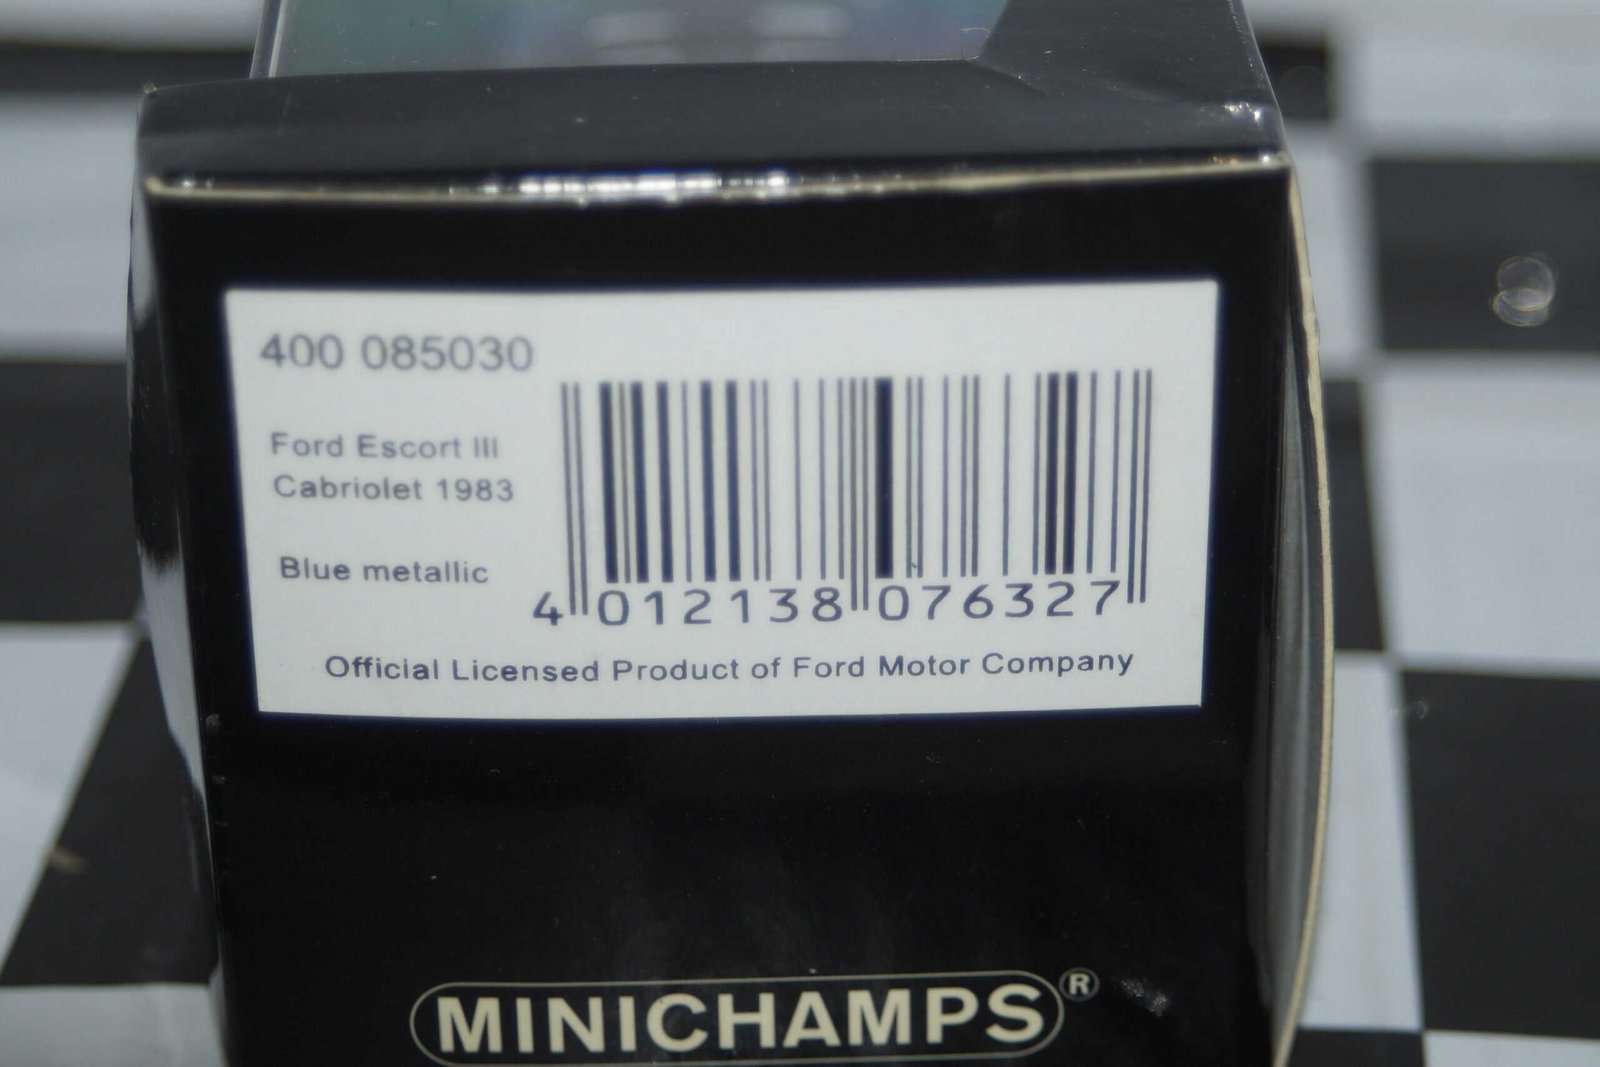 400 085030
Ford Escort III
Cabriolet 1983
Blue metallic
4 012138 076327
Official Licensed Product of Ford Motor Company
MINICHAMPS®